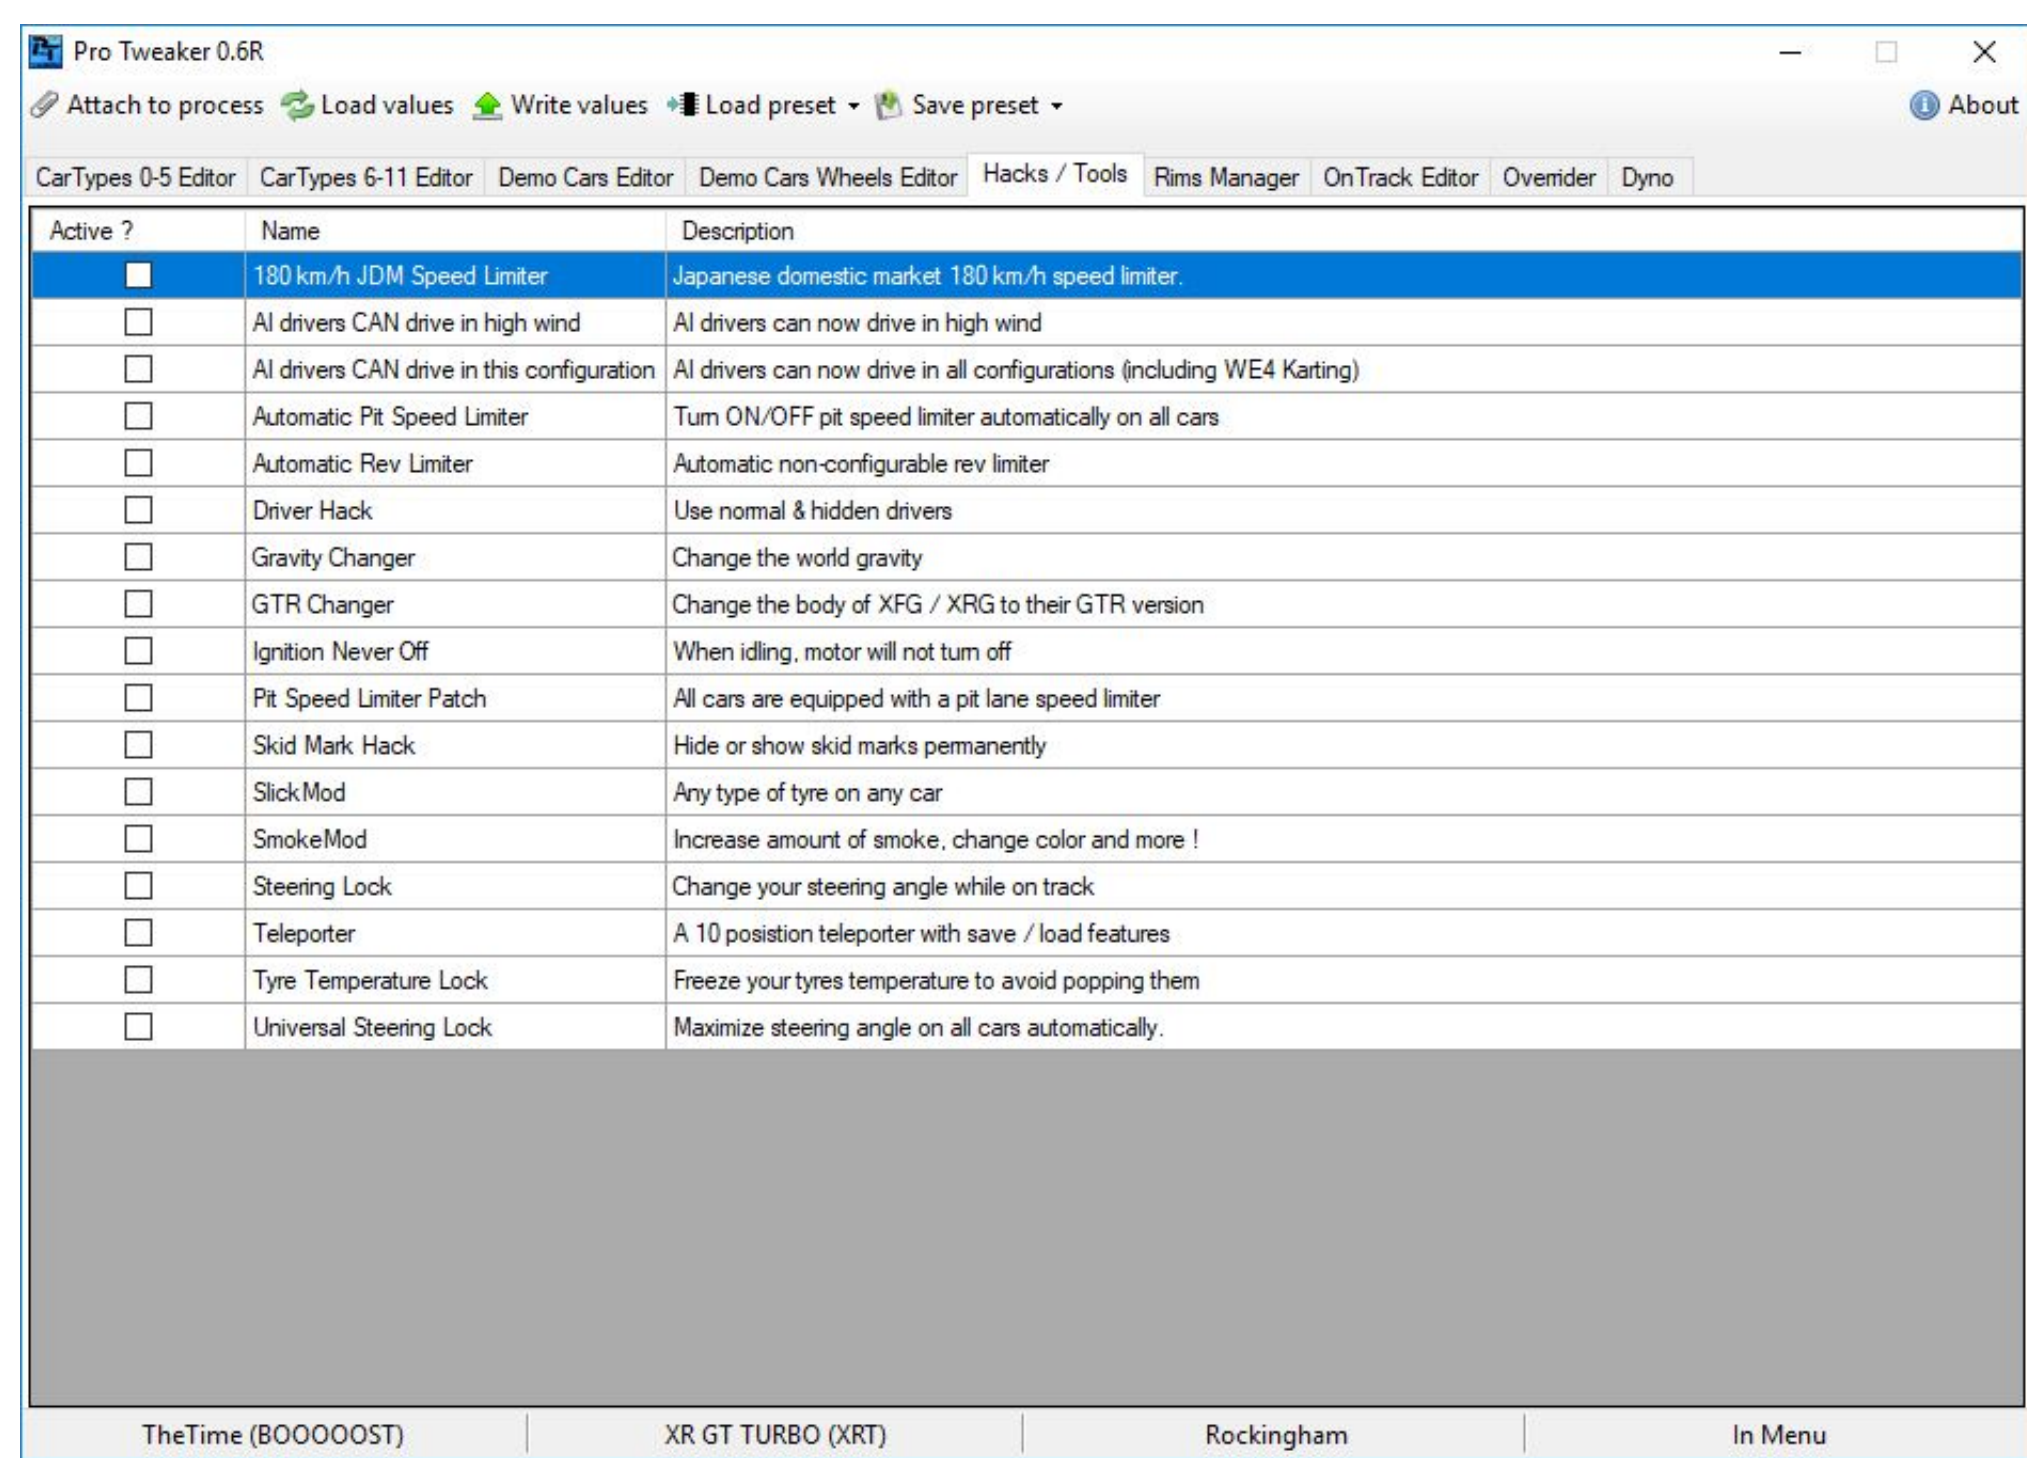 Pro Tweaker 0.6R
Attach to process Load values Write values Load preset Save preset About
CarTypes 0-5 Editor CarTypes 6-11 Editor Demo Cars Editor Demo Cars Wheels Editor Hacks / Tools Rims Manager OnTrack Editor Overrider Dyno
Active ? Name Description
180 km/h JDM Speed Limiter Japanese domestic market 180 km/h speed limiter.
AI drivers CAN drive in high wind AI drivers can now drive in high wind
AI drivers CAN drive in this configuration AI drivers can now drive in all configurations (including WE4 Karting)
Automatic Pit Speed Limiter Turn ON/OFF pit speed limiter automatically on all cars
Automatic Rev Limiter Automatic non-configurable rev limiter
Driver Hack Use normal & hidden drivers
Gravity Changer Change the world gravity
GTR Changer Change the body of XFG / XRG to their GTR version
Ignition Never Off When idling, motor will not turn off
Pit Speed Limiter Patch All cars are equipped with a pit lane speed limiter
Skid Mark Hack Hide or show skid marks permanently
SlickMod Any type of tyre on any car
SmokeMod Increase amount of smoke, change color and more !
Steering Lock Change your steering angle while on track
Teleporter A 10 posistion teleporter with save / load features
Tyre Temperature Lock Freeze your tyres temperature to avoid popping them
Universal Steering Lock Maximize steering angle on all cars automatically.
TheTime (BOOOOOST) XR GT TURBO (XRT) Rockingham In Menu